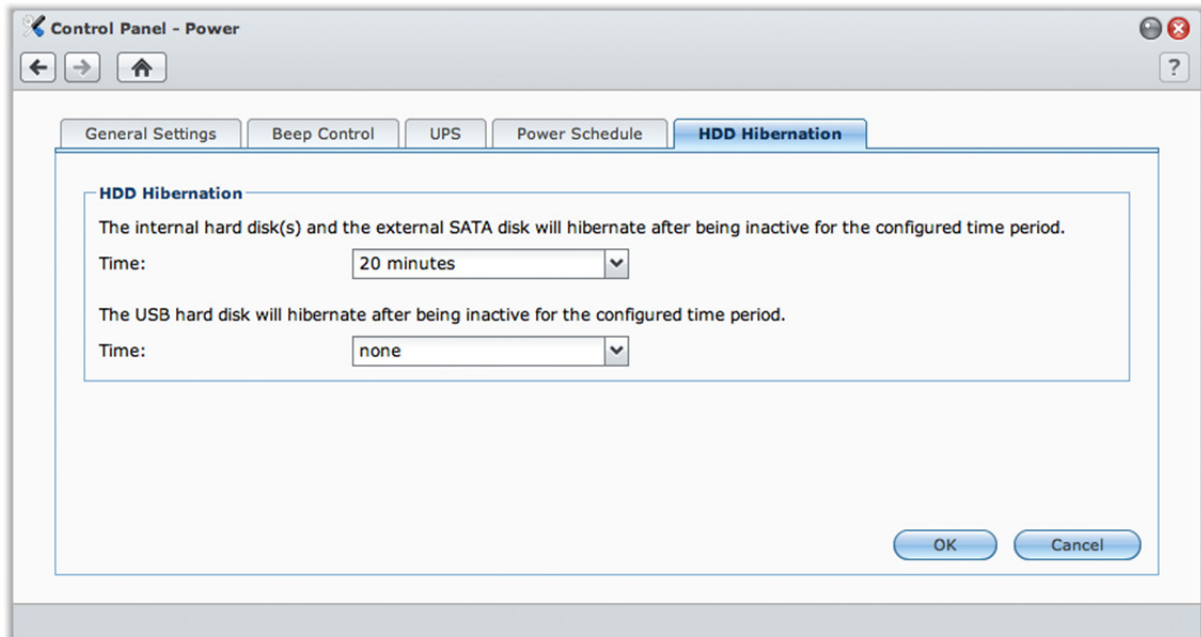 Control Panel - Power
?
General Settings Beep Control UPS Power Schedule HDD Hibernation
HDD Hibernation
The internal hard disk(s) and the external SATA disk will hibernate after being inactive for the configured time period.
Time: 20 minutes
The USB hard disk will hibernate after being inactive for the configured time period.
Time: none
OK Cancel